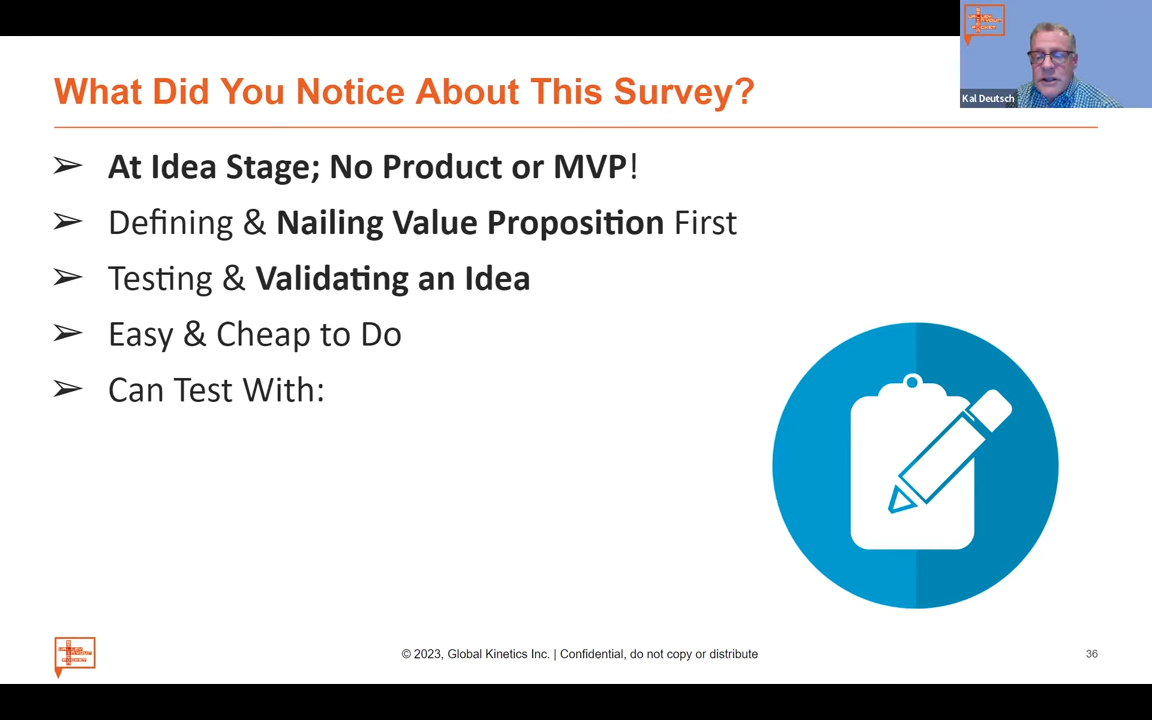 What Did You Notice About This Survey?
Kal Deutsch
➢ At Idea Stage; No Product or MVP!
➢ Defining & Nailing Value Proposition First
➢ Testing & Validating an Idea
➢ Easy & Cheap to Do
➢ Can Test With:
© 2023, Global Kinetics Inc. | Confidential, do not copy or distribute
36